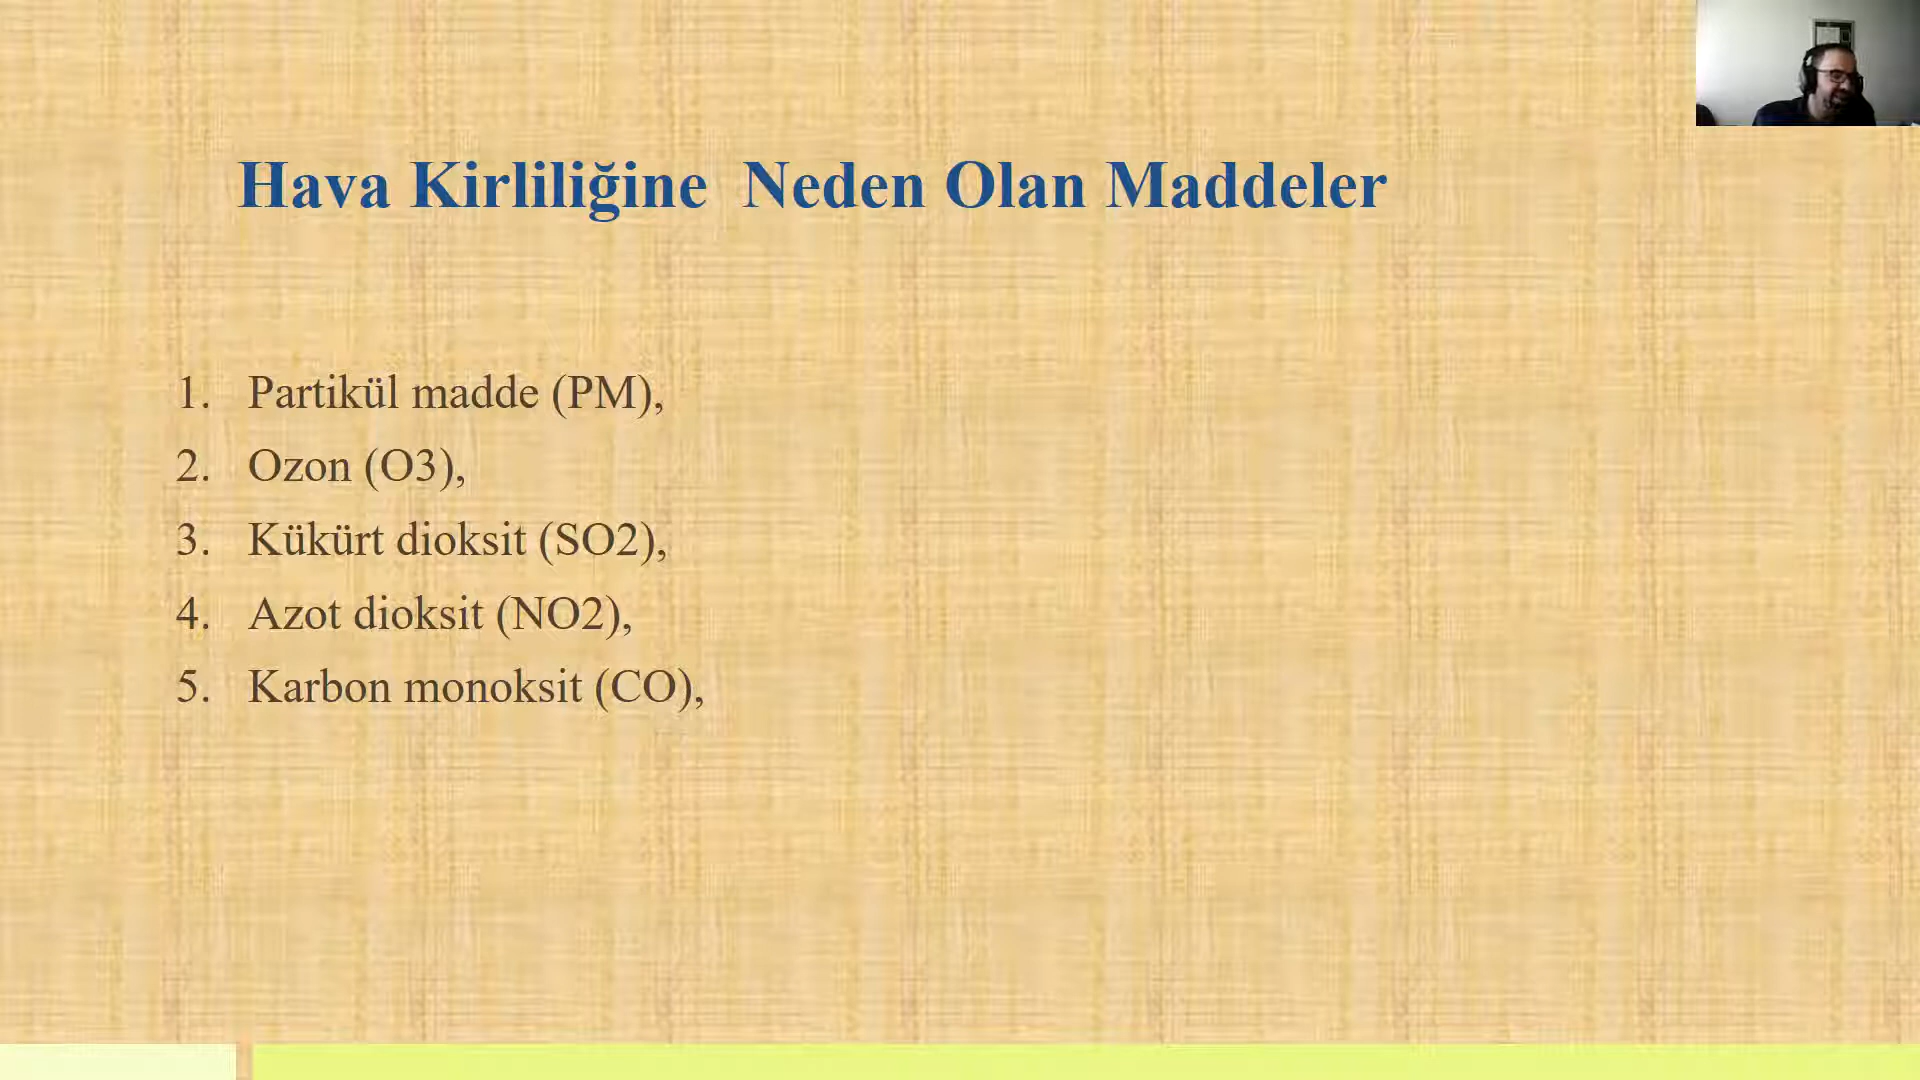 Hava Kirliliğine Neden Olan Maddeler
1. Partikül madde (PM),
2. Ozon (O3),
3. Kükürt dioksit (SO2),
4. Azot dioksit (NO2),
5. Karbon monoksit (CO),